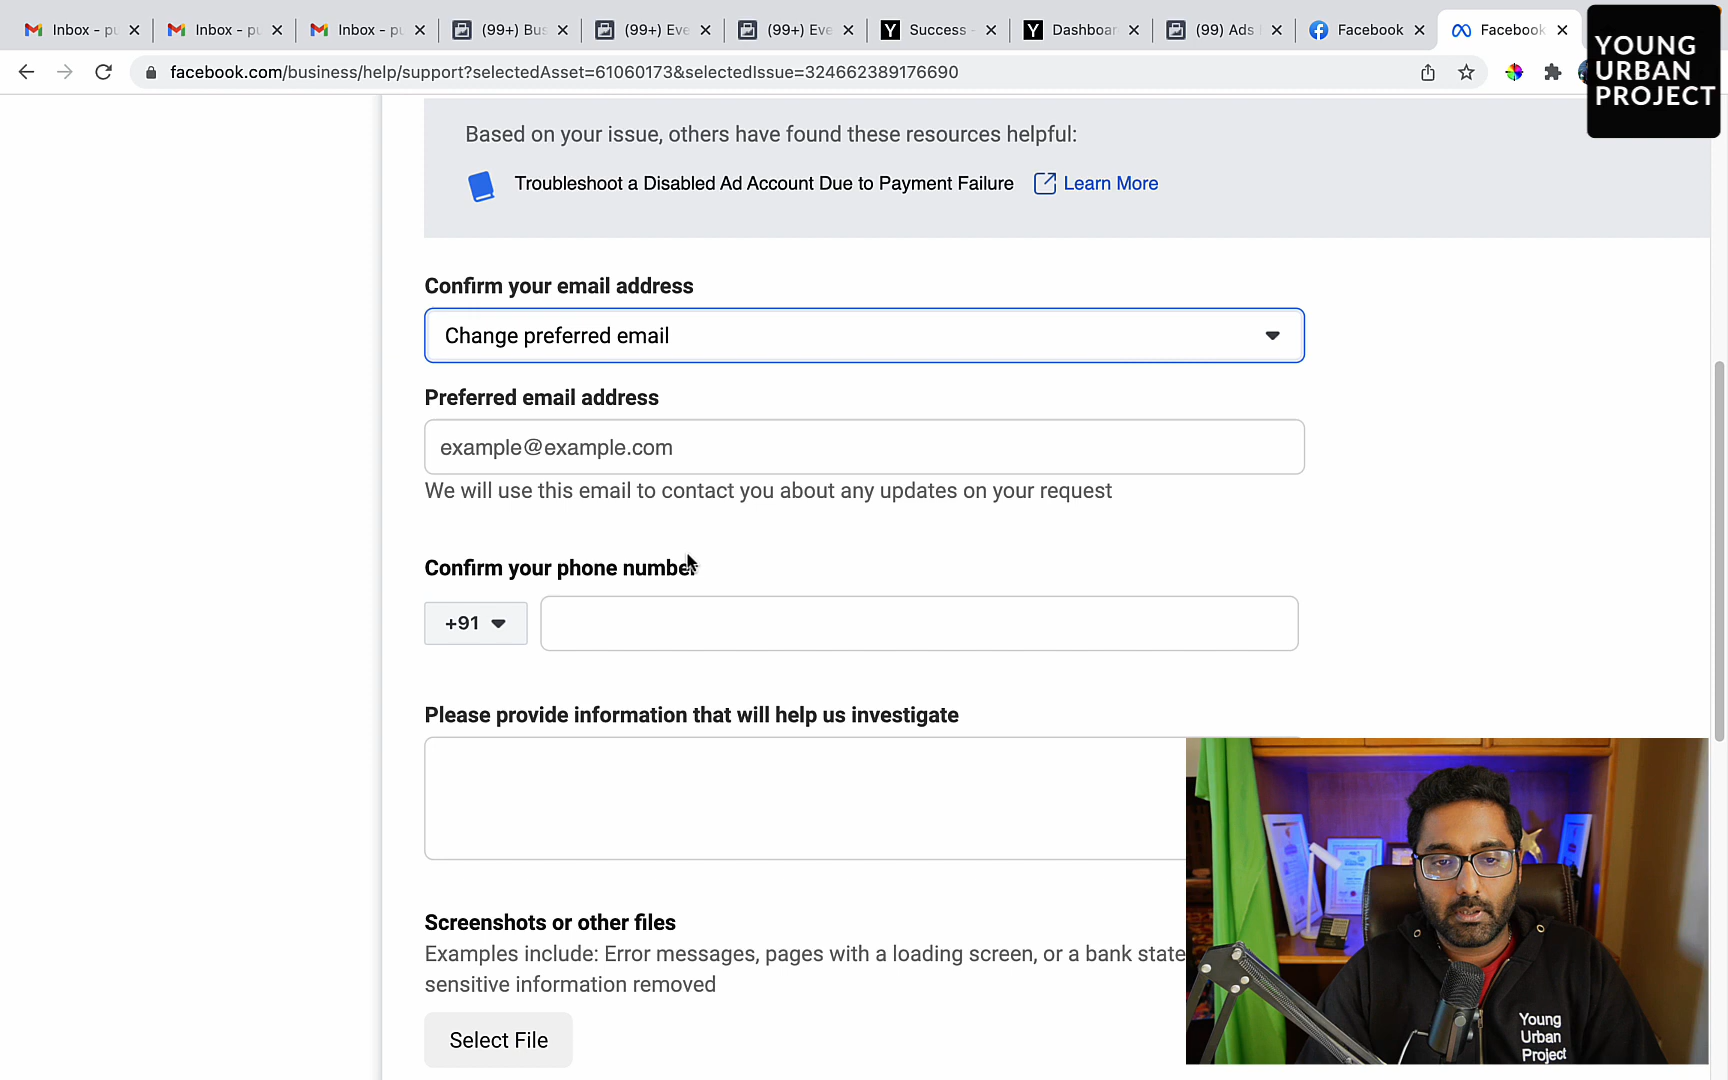 Inbox - pu
Inbox - pu
Inbox - pu
(99+) Bus
(99+) Eve
(99+) Eve
Success -
Dashboar
(99) Ads
Facebook
Facebook
facebook.com/business/help/support?selectedAsset=61060173&selectedIssue=324662389176690
YOUNG
URBAN
PROJECT
Based on your issue, others have found these resources helpful:
Troubleshoot a Disabled Ad Account Due to Payment Failure Learn More
Confirm your email address
Change preferred email
Preferred email address
example@example.com
We will use this email to contact you about any updates on your request
Confirm your phone number
+91
Please provide information that will help us investigate
Screenshots or other files
Examples include: Error messages, pages with a loading screen, or a bank state
sensitive information removed
Select File
Young
Urban
Project